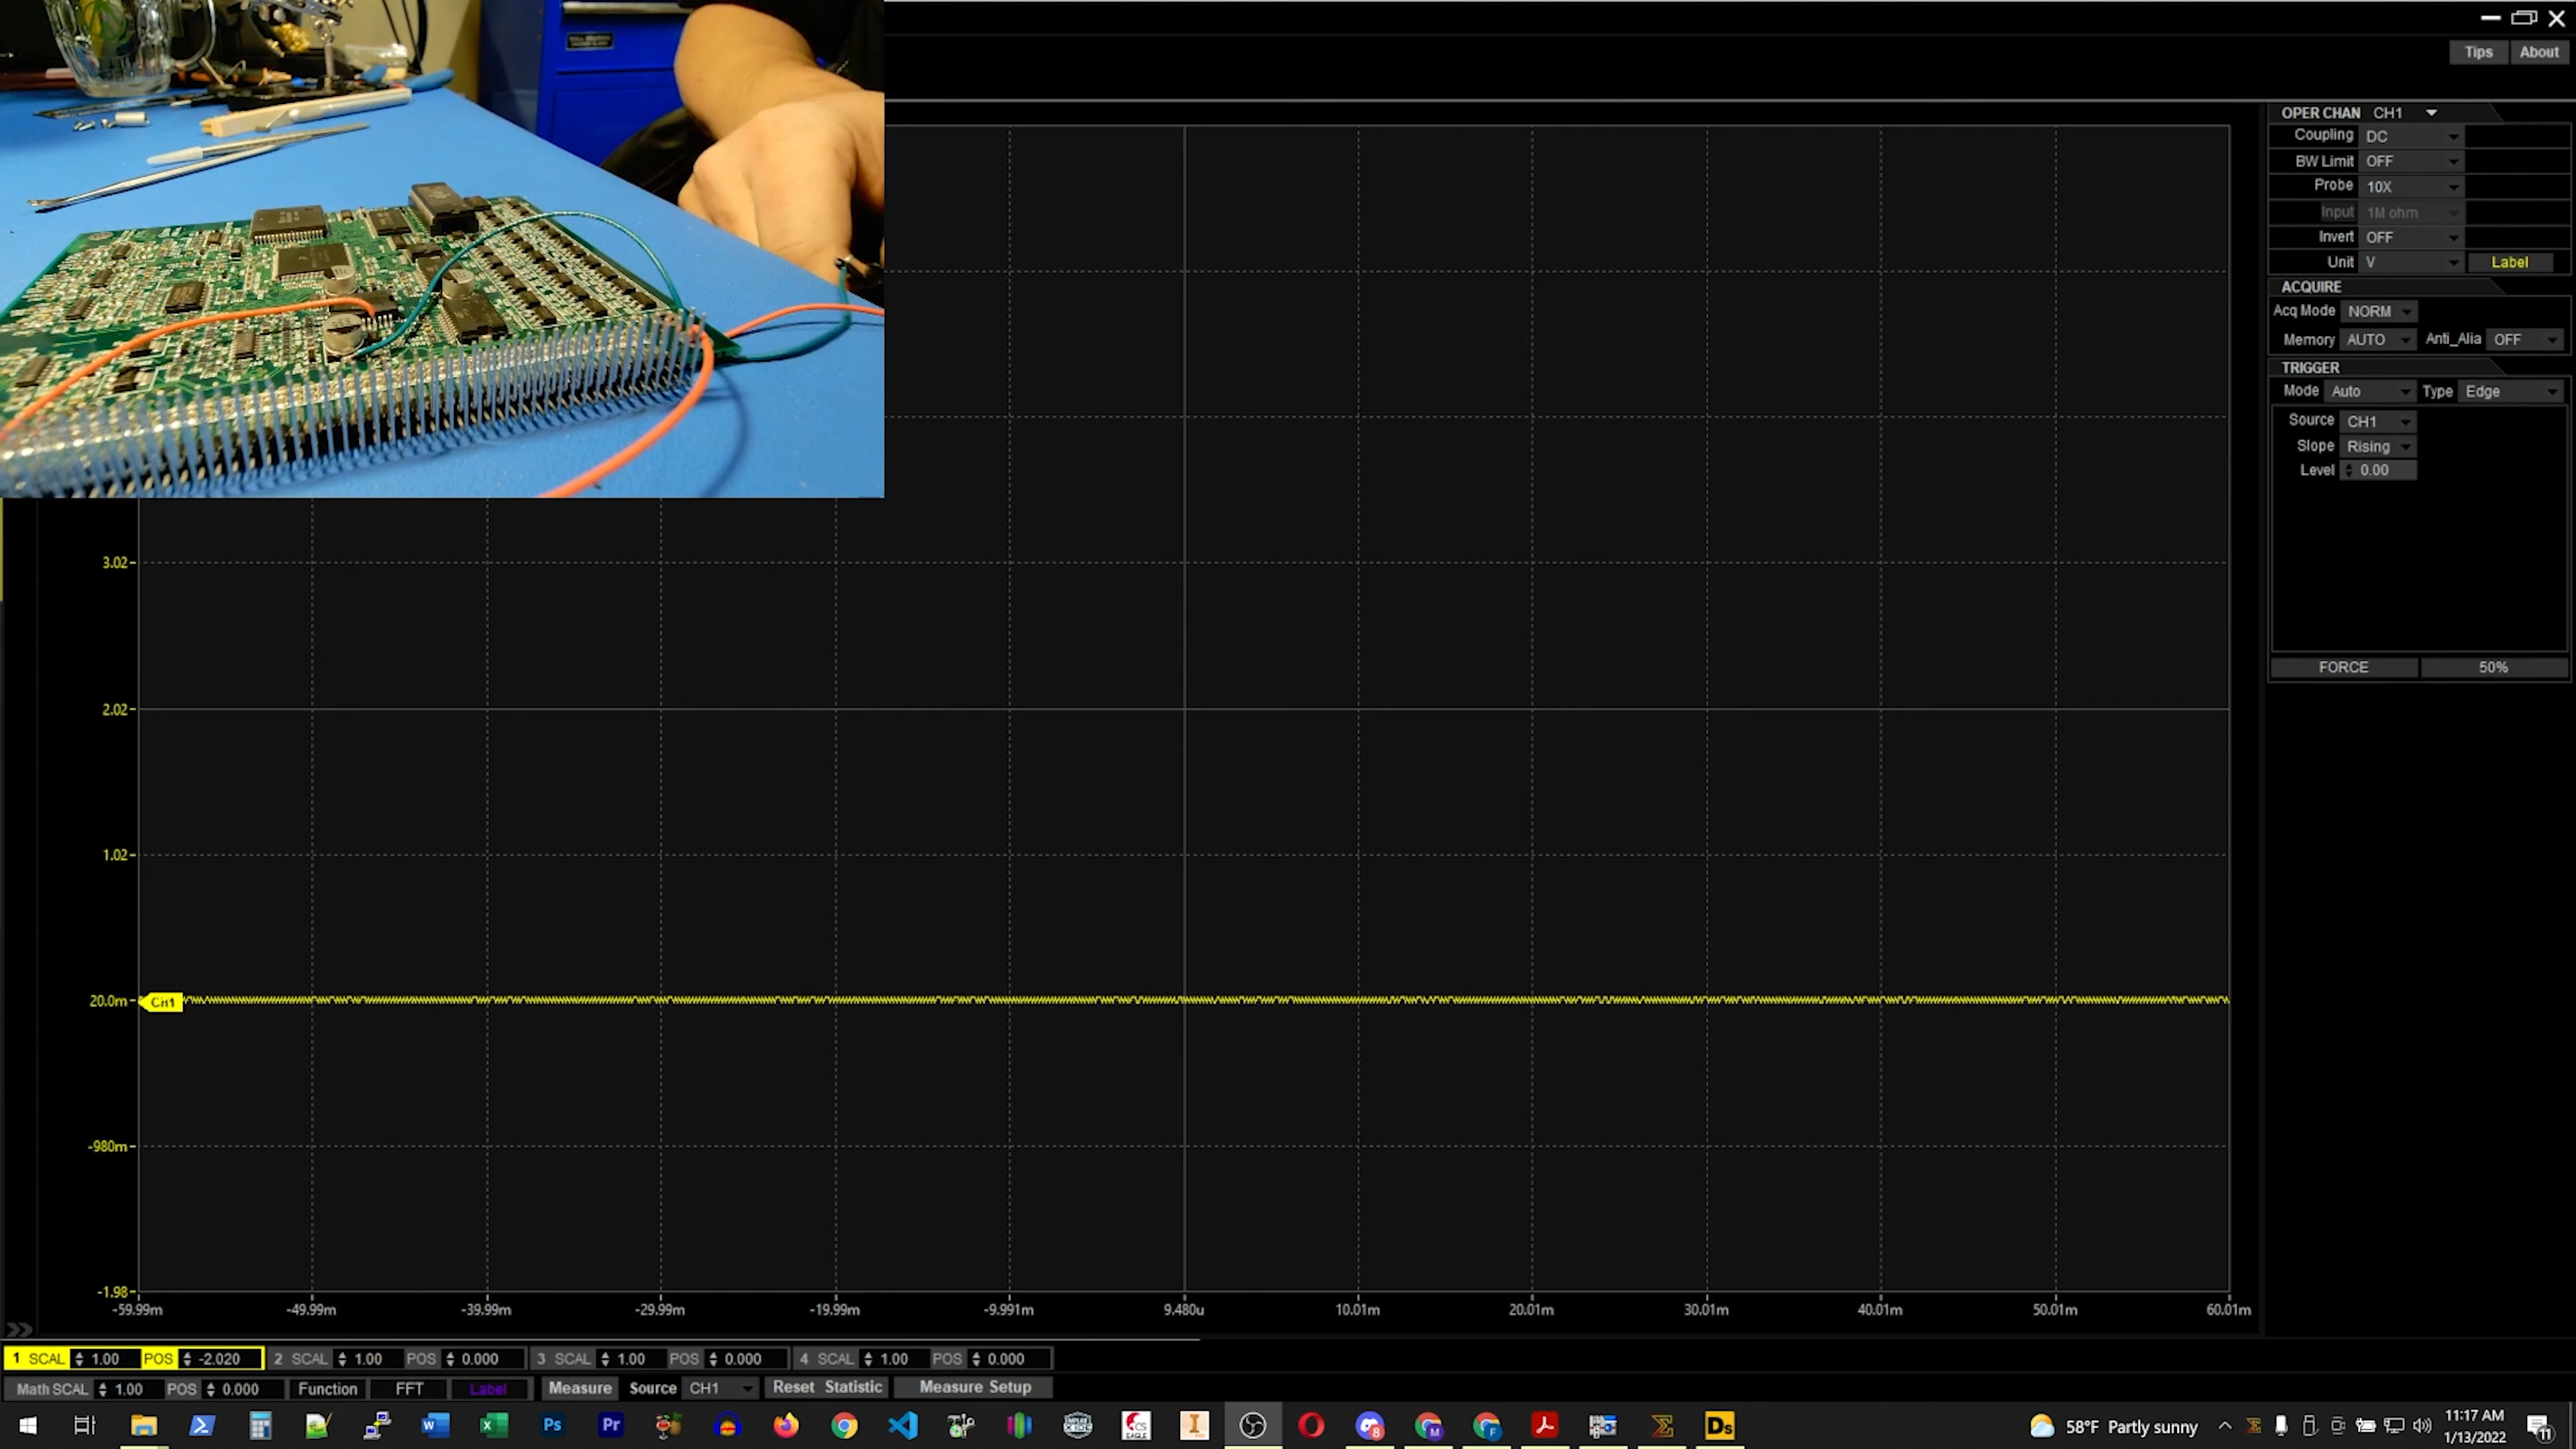 Tips About
OPER CHAN CH1
Coupling DC
BW Limit OFF
Probe 10X
Input 1M ohm
Invert OFF
Unit V Label
ACQUIRE
Acq Mode NORM
Memory AUTO Anti_Alia OFF
TRIGGER
Mode Auto Type Edge
Source CH1
Slope Rising
Level 0.00
FORCE 50%
3.02
2.02
1.02
20.0m CH1
-980m
-1.98
-59.99m -49.99m -39.99m -29.99m -19.99m -9.991m 9.480u 10.01m 20.01m 30.01m 40.01m 50.01m 60.01m
1 SCAL 1.00 POS -2.020 2 SCAL 1.00 POS 0.000 3 SCAL 1.00 POS 0.000 4 SCAL 1.00 POS 0.000
Math SCAL 1.00 POS 0.000 Function FFT Label Measure Source CH1 Reset Statistic Measure Setup
Ps Pr EAGLE I 8 M F Ds 58°F Partly sunny 11:17 AM
1/13/2022 11